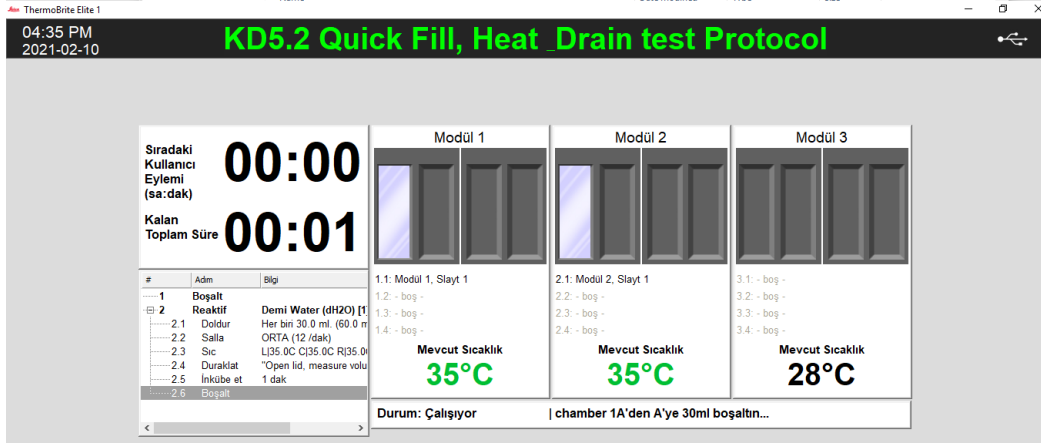 ThermoBrite Elite 1
04:35 PM
2021-02-10
KD5.2 Quick Fill, Heat _Drain test Protocol
Sıradaki
Kullanıcı
Eylemi
(sa:dak)
00:00
Kalan
Toplam Süre
00:01
# Adım Bilgi
1 Boşalt
2 Reaktif Demi Water (dH2O) [1]
2.1 Doldur Her biri 30.0 ml. (60.0 m
2.2 Salla ORTA (12 /dak)
2.3 Sıc L|35.0C C|35.0C R|35.0
2.4 Duraklat "Open lid, measure volu
2.5 İnkübe et 1 dak
2.6 Boşalt
Modül 1
1.1: Modül 1, Slayt 1
1.2: - boş -
1.3: - boş -
1.4: - boş -
Mevcut Sıcaklık
35°C
Modül 2
2.1: Modül 2, Slayt 1
2.2: - boş -
2.3: - boş -
2.4: - boş -
Mevcut Sıcaklık
35°C
Modül 3
3.1: - boş -
3.2: - boş -
3.3: - boş -
3.4: - boş -
Mevcut Sıcaklık
28°C
Durum: Çalışıyor | chamber 1A'den A'ye 30ml boşaltın...